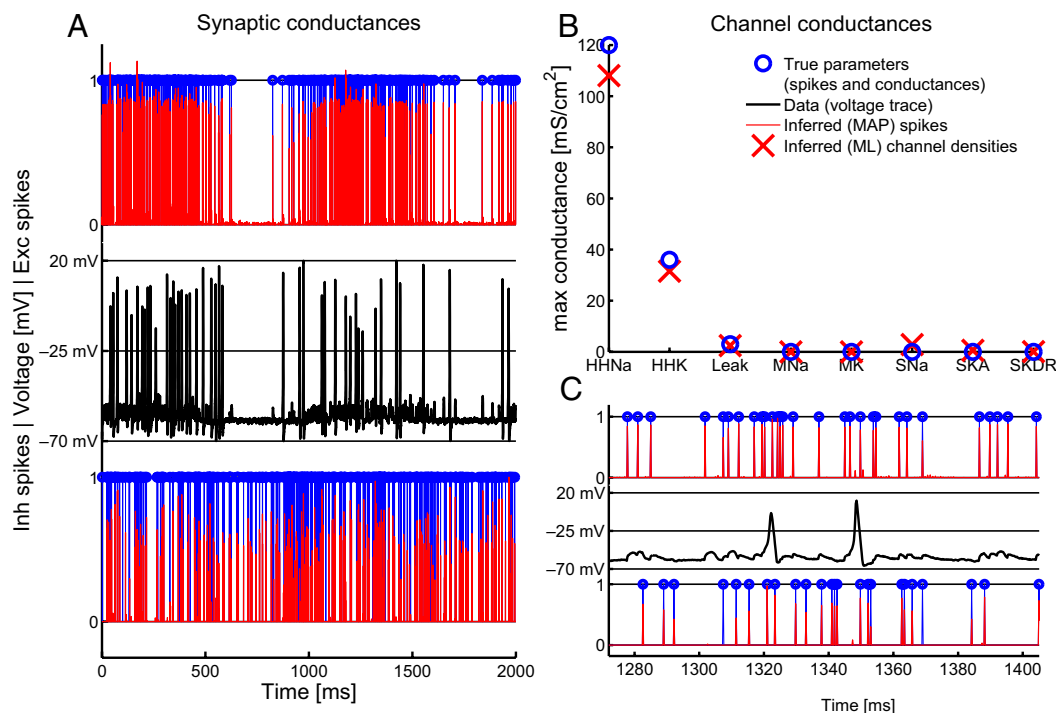 A
Synaptic conductances
Inh spikes | Voltage [mV] | Exc spikes
1
0
20 mV
−25 mV
−70 mV
1
0
0
500
1000
1500
2000
Time [ms]
B
Channel conductances
max conductance [mS/cm2]
120
100
80
60
40
20
0
HHNa
HHK
Leak
MNa
MK
SNa
SKA
SKDR
True parameters
(spikes and conductances)
Data (voltage trace)
Inferred (MAP) spikes
Inferred (ML) channel densities
C
1
0
20 mV
−25 mV
−70 mV
1
0
1280
1300
1320
1340
1360
1380
1400
Time [ms]